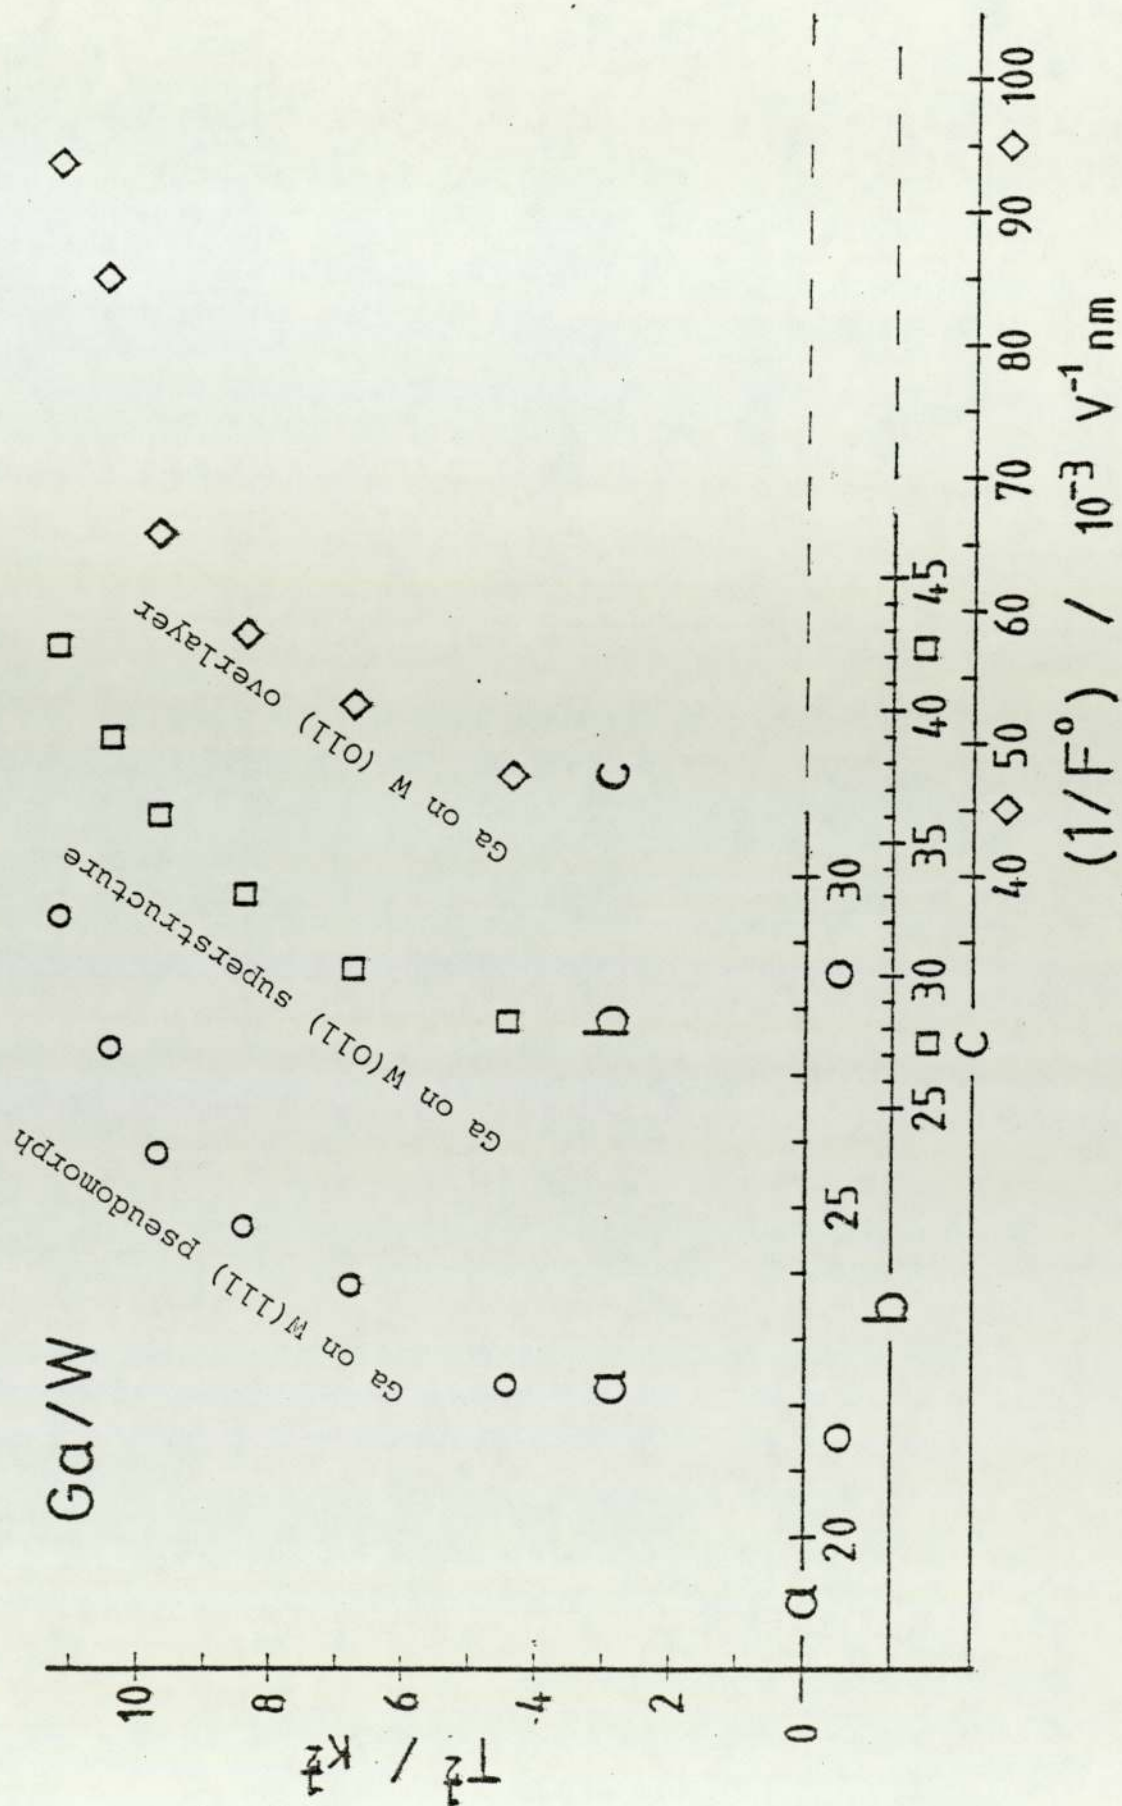 Ga/W
Ga on W(111) pseudomorph
Ga on W(011) superstructure
Ga on W (011) overlayer
a
b
c
T½ / K½
10
8
6
4
2
0
a
20
25
30
b
25
30
35
40
45
c
40
50
60
70
80
90
100
(1/F°) / 10⁻³ V⁻¹ nm